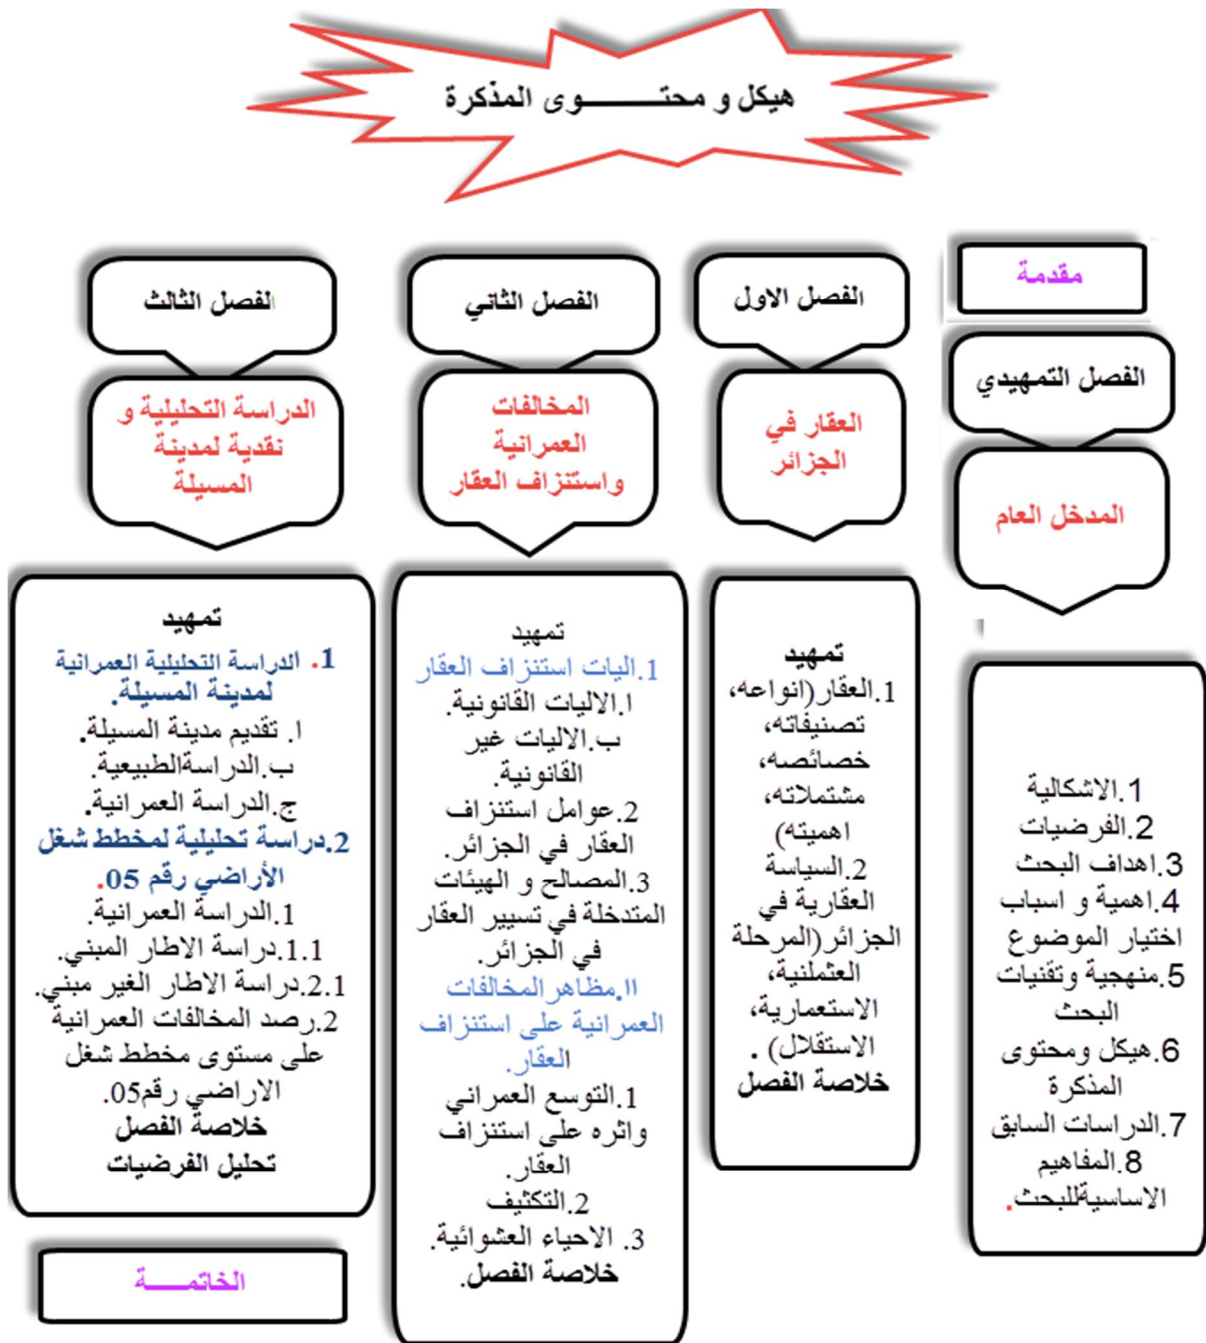 هيكل و محتـــــــوى المذكرة
مقدمة
الفصل التمهيدي
المدخل العام
1.الاشكالية
2.الفرضيات
3.اهداف البحث
4.اهمية و اسباب
اختيار الموضوع
5.منهجية وتقنيات
البحث
6.هيكل ومحتوى
المذكرة
7.الدراسات السابق
8.المفاهيم
الاساسيةللبحث.
الفصل الاول
العقار في
الجزائر
تمهيد
1.العقار(انواعه،
تصنيفاته،
خصائصه،
مشتملاته،
اهميته)
2.السياسة
العقارية في
الجزائر(المرحلة
العثملنية،
الاستعمارية،
الاستقلال) .
خلاصة الفصل
الفصل الثاني
المخالفات
العمرانية
واستنزاف العقار
تمهيد
1.اليات استنزاف العقار
ا.الاليات القانونية.
ب.الاليات غير
القانونية.
2.عوامل استنزاف
العقار في الجزائر.
3.المصالح و الهيئات
المتدخلة في تسيير العقار
في الجزائر.
II.مظاهرالمخالفات
العمرانية على استنزاف
العقار.
1.التوسع العمراني
واثره على استنزاف
العقار.
2.التكثيف
3. الاحياء العشوائية.
خلاصة الفصل.
الفصل الثالث
الدراسة التحليلية و
نقدية لمدينة
المسيلة
تمهيد
1. الدراسة التحليلية العمرانية
لمدينة المسيلة.
ا. تقديم مدينة المسيلة.
ب.الدراسةالطبيعية.
ج.الدراسة العمرانية.
2.دراسة تحليلية لمخطط شغل
الأراضي رقم 05.
1.الدراسة العمرانية.
1.1.دراسة الاطار المبني.
2.1.دراسة الاطار الغير مبني.
2.رصد المخالفات العمرانية
على مستوى مخطط شغل
الاراضي رقم05.
خلاصة الفصل
تحليل الفرضيات
الخاتمـــــة